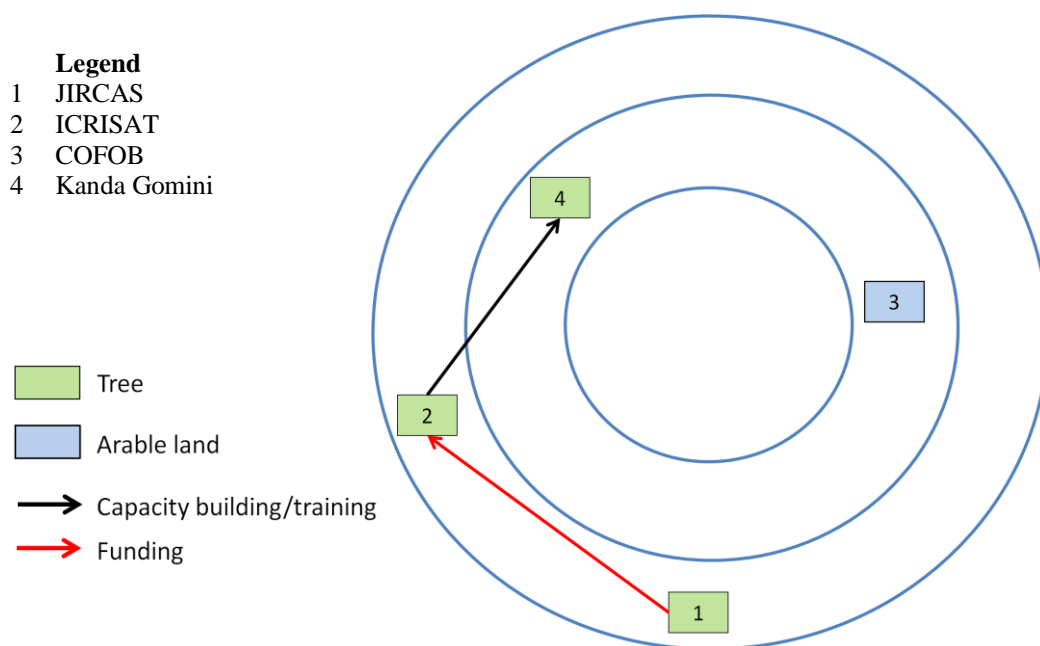 Legend
1 JIRCAS
2 ICRISAT
3 COFOB
4 Kanda Gomini
4
3
2
1
Tree
Arable land
Capacity building/training
Funding